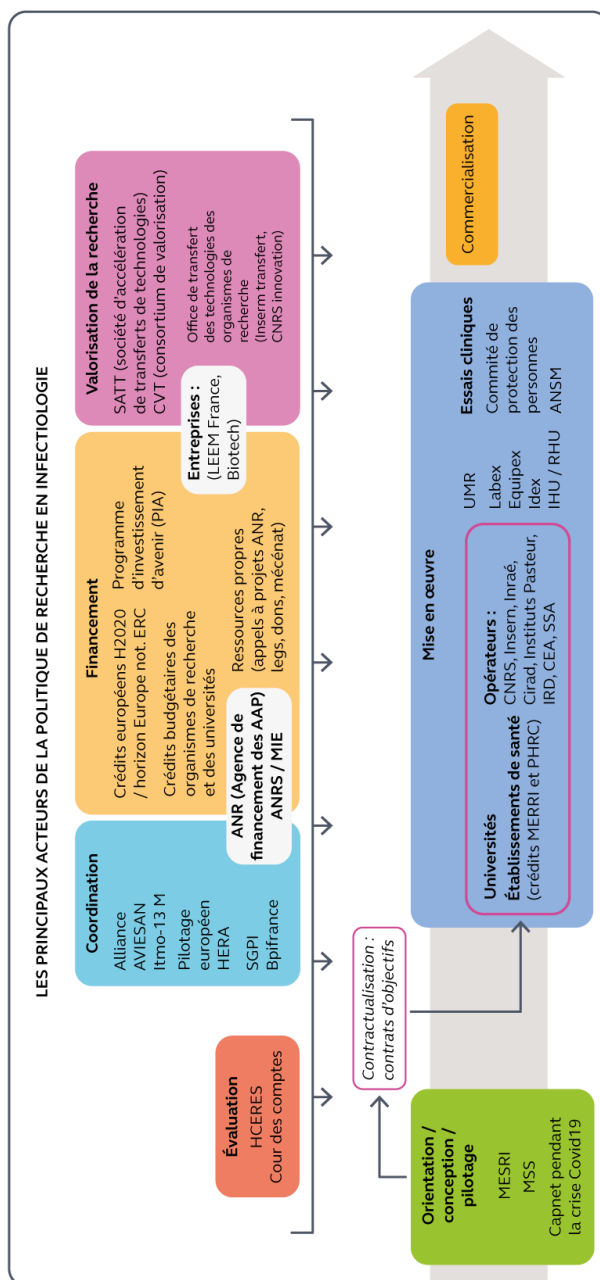 LES PRINCIPAUX ACTEURS DE LA POLITIQUE DE RECHERCHE EN INFECTIOLOGIE
Évaluation
HCERES
Cour des comptes
Coordination
Alliance
AVIESAN
Itmo-13 M
Pilotage
européen
HERA
SGPI
Bpifrance
Financement
Crédits européens H2020
/ horizon Europe not. ERC
Crédits budgétaires des
organismes de recherche
et des universités
Programme
d'investissement
d'avenir (PIA)
Ressources propres
(appels à projets ANR,
legs, dons, mécénat)
ANR (Agence de
financement des AAP)
ANRS / MIE
Entreprises :
(LEEM France,
Biotech)
Valorisation de la recherche
SATT (société d'accélération
de transferts de technologies)
CVT (consortium de valorisation)
Office de transfert
des technologies des
organismes de
recherche
(Inserm transfert,
CNRS innovation)
Contractualisation :
contrats d'objectifs
Orientation /
conception /
pilotage
MESRI
MSS
Capnet pendant
la crise Covid19
Mise en œuvre
Universités
Établissements de santé
(crédits MERRI et PHRC)
Opérateurs :
CNRS, Insern, Inraé,
Cirad, Instituts Pasteur,
IRD, CEA, SSA
UMR
Labex
Equipex
Idex
IHU / RHU
Essais cliniques
Commité de
protection des
personnes
ANSM
Commercialisation